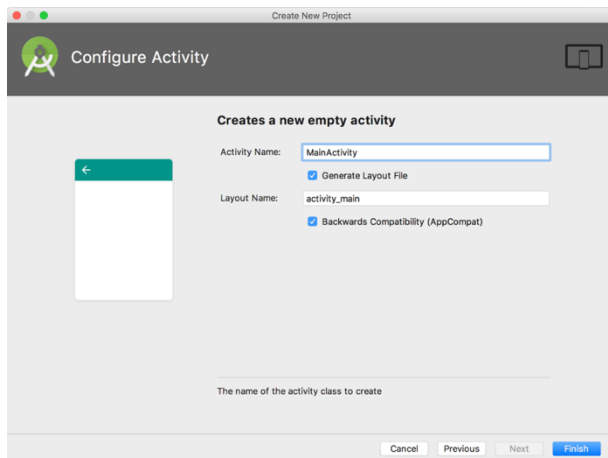 Create New Project
Configure Activity
Creates a new empty activity
Activity Name: MainActivity
Generate Layout File
Layout Name: activity_main
Backwards Compatibility (AppCompat)
The name of the activity class to create
Cancel Previous Next Finish